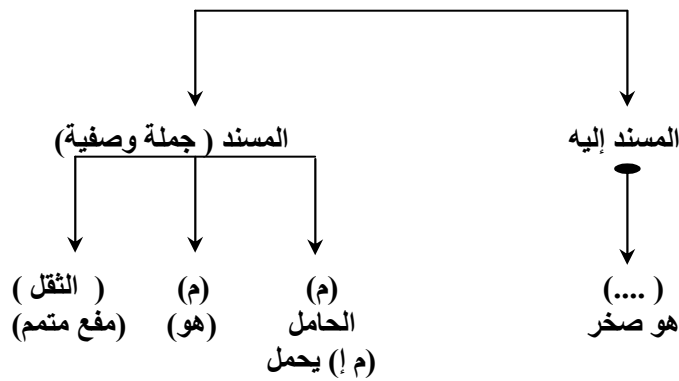 المسند إليه
المسند ( جملة وصفية)
( ....)
هو صخر
(م)
الحامل
(م إ) يحمل
(م)
(هو)
( الثقل )
(مفع متمم)